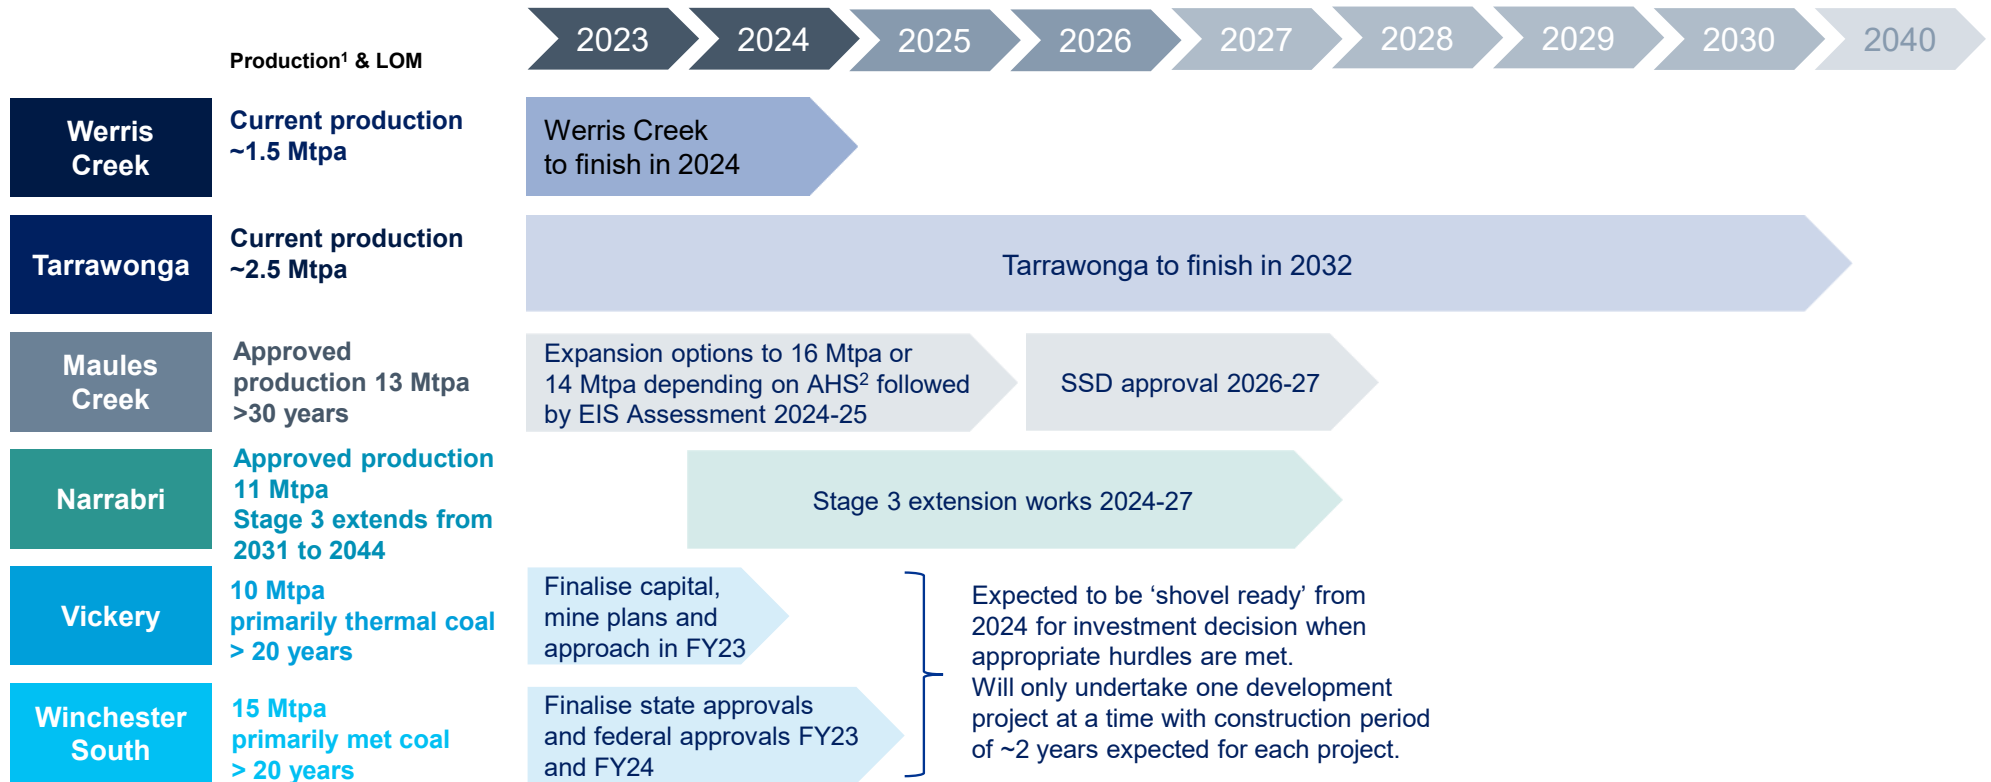 2023 2024 2025 2026 2027 2028 2029 2030 2040
Production¹ & LOM
Werris
Creek
Current production
~1.5 Mtpa
Werris Creek
to finish in 2024
Tarrawonga
Current production
~2.5 Mtpa
Tarrawonga to finish in 2032
Maules
Creek
Approved
production 13 Mtpa
>30 years
Expansion options to 16 Mtpa or
14 Mtpa depending on AHS² followed
by EIS Assessment 2024-25
SSD approval 2026-27
Narrabri
Approved production
11 Mtpa
Stage 3 extends from
2031 to 2044
Stage 3 extension works 2024-27
Vickery
10 Mtpa
primarily thermal coal
> 20 years
Finalise capital,
mine plans and
approach in FY23
Winchester
South
15 Mtpa
primarily met coal
> 20 years
Finalise state approvals
and federal approvals FY23
and FY24
Expected to be ‘shovel ready’ from
2024 for investment decision when
appropriate hurdles are met.
Will only undertake one development
project at a time with construction period
of ~2 years expected for each project.